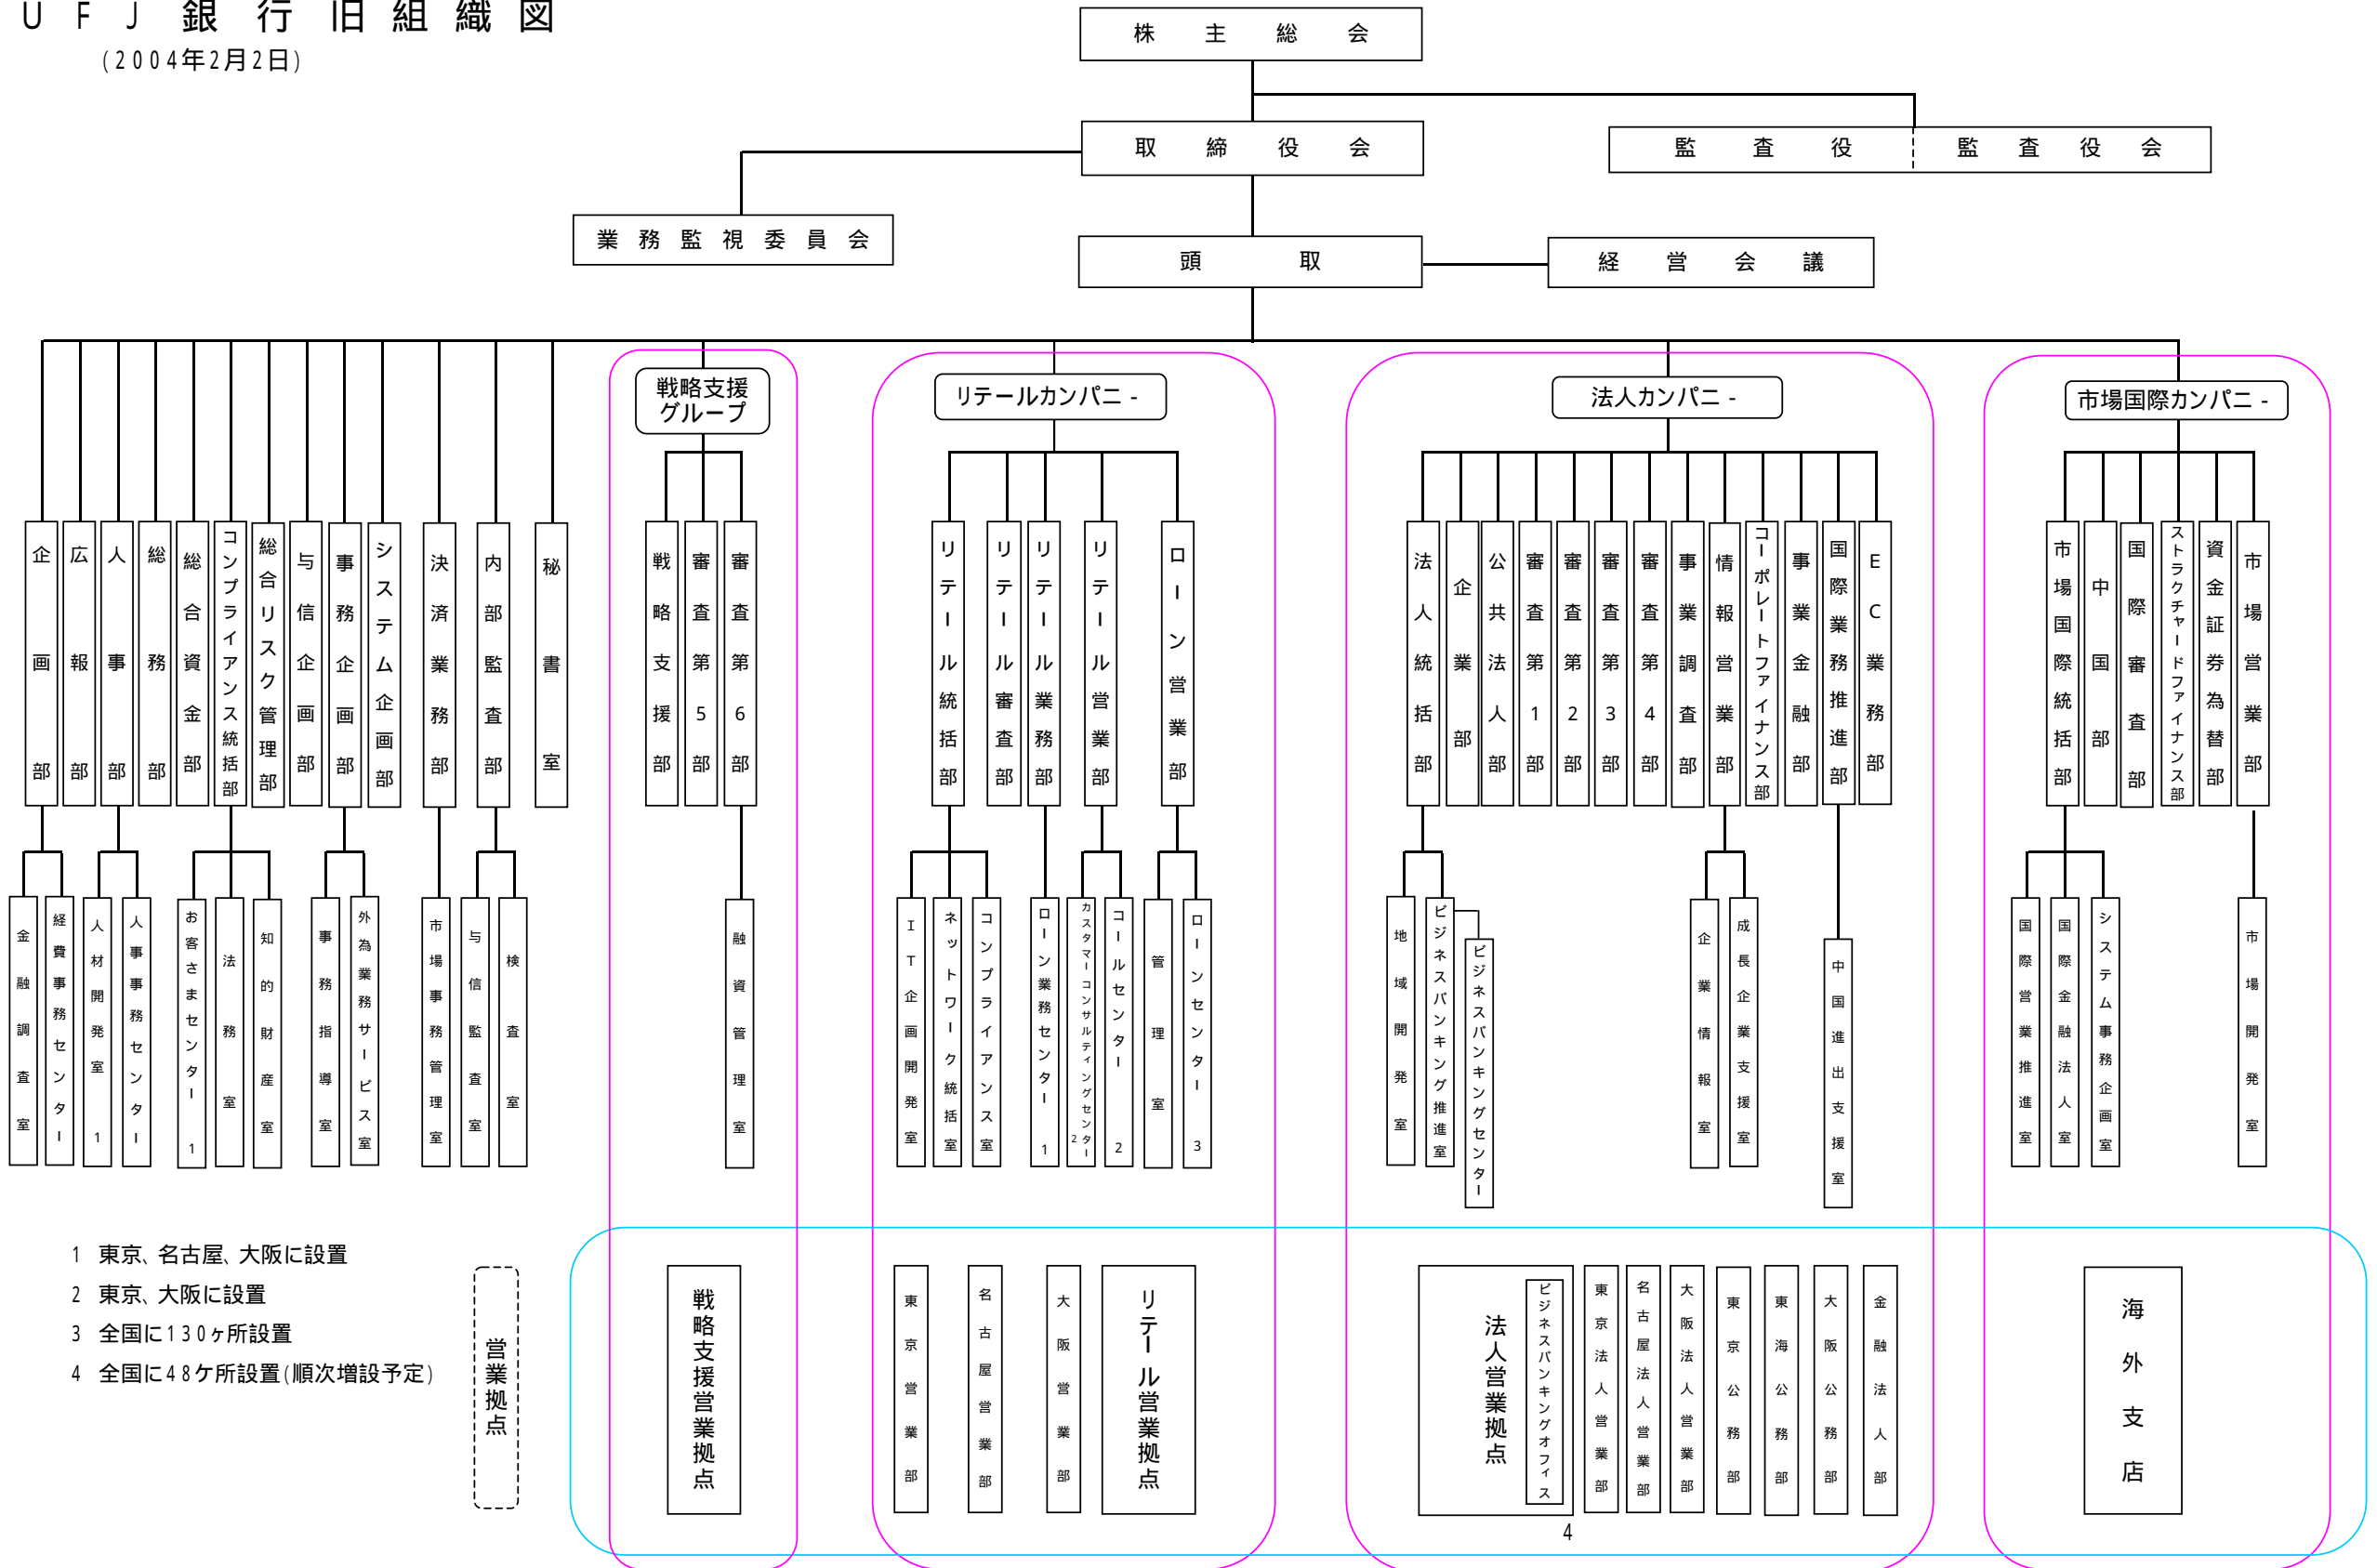 ＵＦＪ銀行旧組織図
(2004年2月2日)
株主総会
取締役会
監査役
監査役会
業務監視委員会
頭取
経営会議
戦略支援
グループ
リテールカンパニ-
法人カンパニ-
市場国際カンパニ-
企画部
広報部
人事部
総務部
総合資金部
コンプライアンス統括部
総合リスク管理部
与信企画部
事務企画部
システム企画部
決済業務部
内部監査部
秘書室
戦略支援部
審査第5部
審査第6部
リテール統括部
リテール審査部
リテール業務部
リテール営業部
ローン営業部
法人統括部
企業部
公共法人部
審査第1部
審査第2部
審査第3部
審査第4部
事業調査部
情報営業部
コーポレートファイナンス部
事業金融部
国際業務推進部
EC業務部
市場国際統括部
中国部
国際審査部
ストラクチャードファイナンス部
資金証券為替部
市場営業部
金融調査室
経費事務センター
人材開発室 1
人事事務センター
お客さまセンター 1
法務室
知的財産室
事務指導室
外為業務サービス室
市場事務管理室
与信監査室
検査室
融資管理室
IT企画開発室
ネットワーク統括室
コンプライアンス室
ローン業務センター 1
カスタマーコンサルティングセンター 2
コールセンター 2
管理室
ローンセンター 3
地域開発室
ビジネスバンキング推進室
ビジネスバンキングセンター
企業情報室
成長企業支援室
中国進出支援室
国際営業推進室
国際金融法人室
システム事務企画室
市場開発室
1 東京、名古屋、大阪に設置
2 東京、大阪に設置
3 全国に130ヶ所設置
4 全国に48ケ所設置(順次増設予定)
営業拠点
戦略支援営業拠点
東京営業部
名古屋営業部
大阪営業部
リテール営業拠点
法人営業拠点
ビジネスバンキングオフィス
4
東京法人営業部
名古屋法人営業部
大阪法人営業部
東京公務部
東海公務部
大阪公務部
金融法人部
海外支店